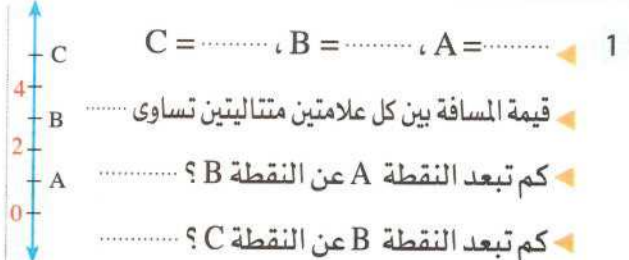 1 ◀ A =········ ، B = ········ ، C = ········
◀ قيمة المسافة بين كل علامتين متتاليتين تساوى ······
◀ كم تبعد النقطة A عن النقطة B ؟ ············
◀ كم تبعد النقطة B عن النقطة C ؟ ············
C
4
B
2
A
0